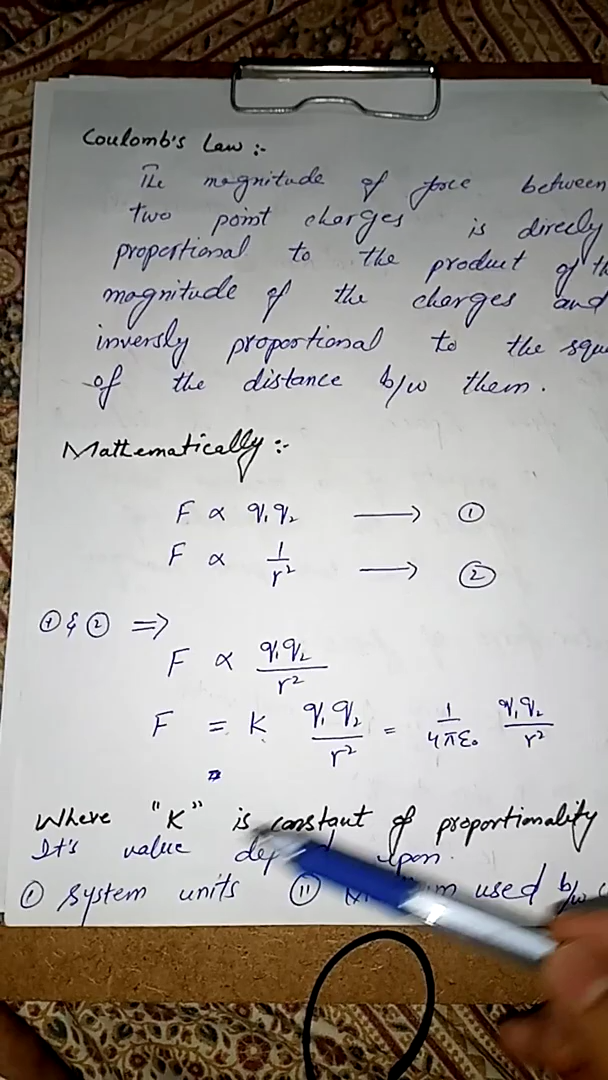 Coulomb's Law :-
The magnitude of force between
two point charges is direcly
propertional to the product of
magnitude of the charges and
inversly proportional to the
of the distance b/w them.
Mathematically :-
F ∝ q₁q₂ ⟶ ①
F ∝ 1/r² ⟶ ②
① & ② ⇒
F ∝ q₁q₂/r²
F = K q₁q₂/r² = 1/4πε₀ q₁q₂/r²
Where "K" is constant of proportionality
It's value upon.
① System units ⑪ used b/w